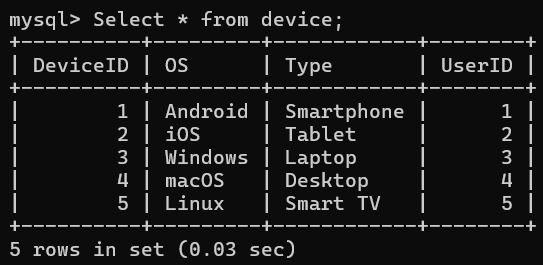 mysql> Select * from device;
+----------+---------+------------+--------+
| DeviceID | OS      | Type       | UserID |
+----------+---------+------------+--------+
|        1 | Android | Smartphone |      1 |
|        2 | iOS     | Tablet     |      2 |
|        3 | Windows | Laptop     |      3 |
|        4 | macOS   | Desktop    |      4 |
|        5 | Linux   | Smart TV   |      5 |
+----------+---------+------------+--------+
5 rows in set (0.03 sec)